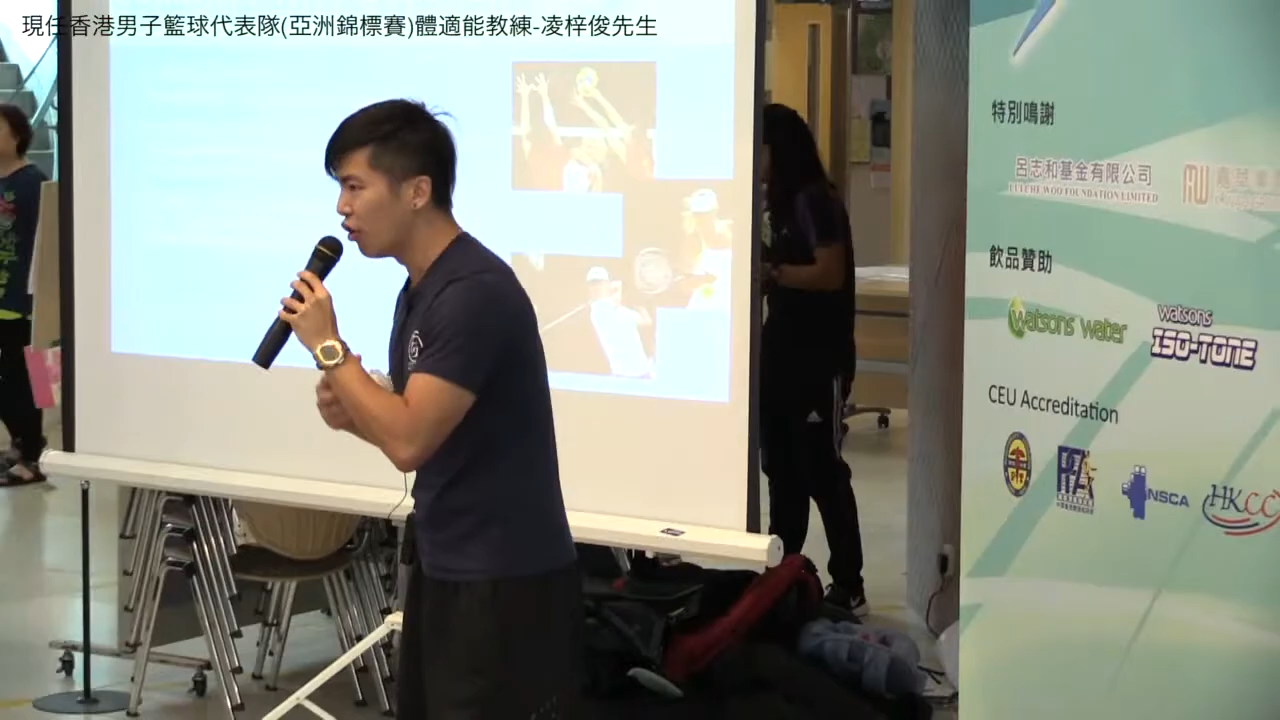 現任香港男子籃球代表隊(亞洲錦標賽)體適能教練-凌梓俊先生
特別鳴謝
呂志和基金有限公司
LUI CHE WOO FOUNDATION LIMITED
飲品贊助
watsons water
watsons
ISO-TONE
CEU Accreditation
NSCA
HKCC